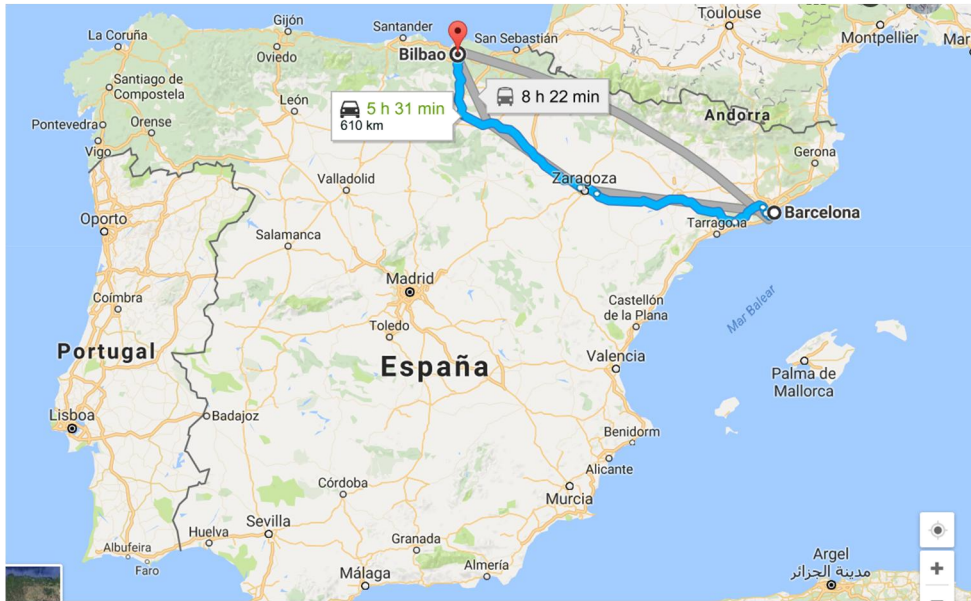 Toulouse
Gijón
La Coruña
Santander
San Sebastián
Montpellier
Mar
Oviedo
Bilbao
Santiago de
Compostela
León
5 h 31 min
610 km
8 h 22 min
Andorra
Pontevedra
Orense
Vigo
Gerona
Valladolid
Zaragoza
Oporto
Barcelona
Tarragona
Salamanca
Madrid
Coímbra
Castellón
de la Plana
Mar Balear
Toledo
Portugal
España
Valencia
Palma de
Mallorca
Lisboa
Badajoz
Benidorm
Alicante
Córdoba
Murcia
Sevilla
Huelva
Granada
Albufeira
Faro
Almería
Málaga
Argel
مدينة الجزائر
+